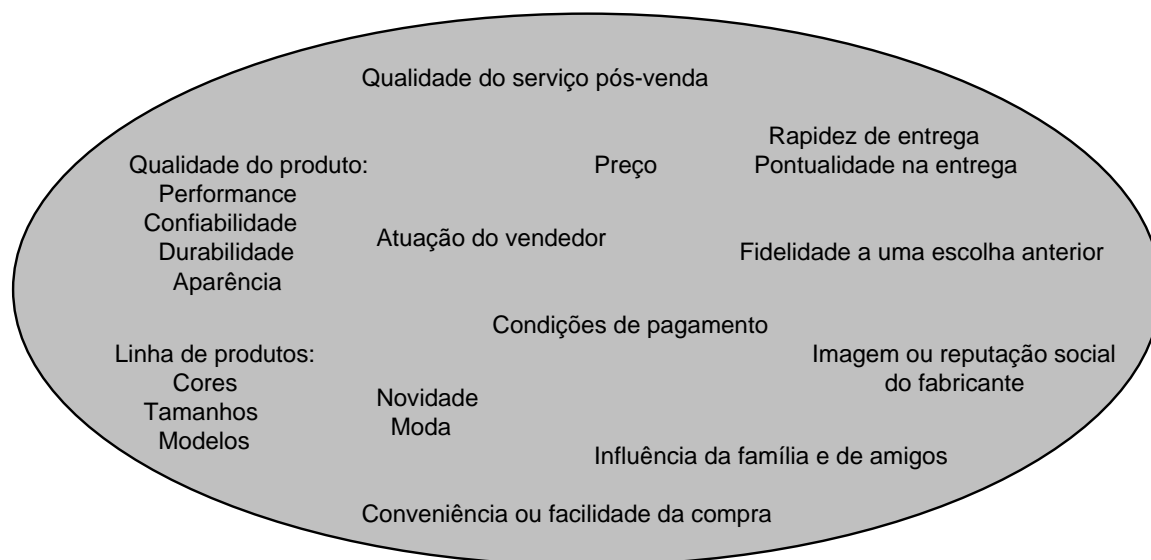 Qualidade do serviço pós-venda
Rapidez de entrega
Qualidade do produto:
Preço
Pontualidade na entrega
Performance
Confiabilidade
Atuação do vendedor
Durabilidade
Fidelidade a uma escolha anterior
Aparência
Condições de pagamento
Linha de produtos:
Imagem ou reputação social
Cores
do fabricante
Novidade
Tamanhos
Moda
Modelos
Influência da família e de amigos
Conveniência ou facilidade da compra